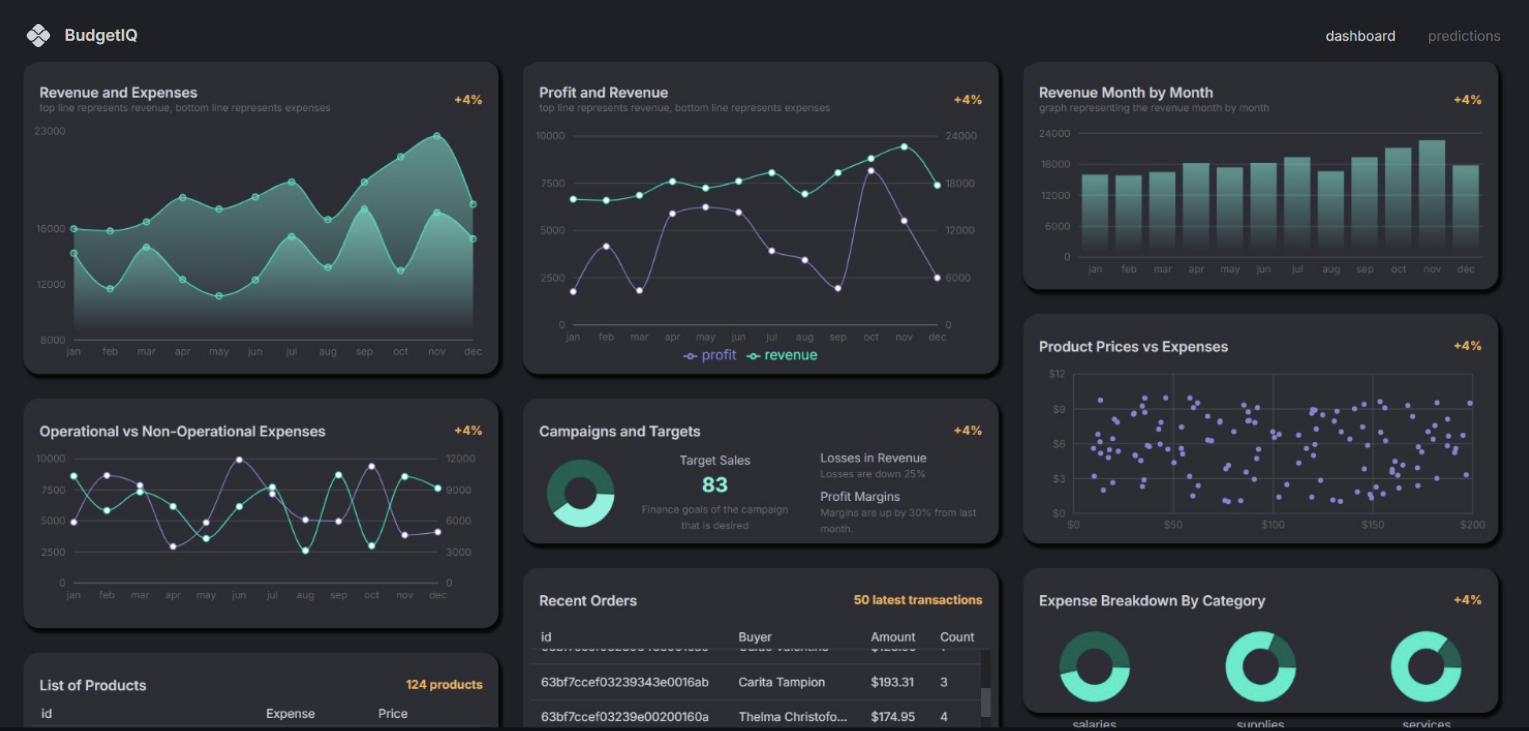 BudgetIQ
dashboard
predictions
Revenue and Expenses
top line represents revenue, bottom line represents expenses
+4%
23000
16000
12000
8000
jan feb mar apr may jun jul aug sep oct nov dec
Operational vs Non-Operational Expenses
+4%
10000 12000
7500 9000
5000 6000
2500 3000
0 0
jan feb mar apr may jun jul aug sep oct nov dec
List of Products
124 products
id Expense Price
Profit and Revenue
top line represents revenue, bottom line represents expenses
+4%
10000 24000
7500 18000
5000 12000
2500 6000
0 0
jan feb mar apr may jun jul aug sep oct nov dec
profit revenue
Campaigns and Targets
+4%
Target Sales
83
Finance goals of the campaign
that is desired
Losses in Revenue
Losses are down 25%
Profit Margins
Margins are up by 30% from last
month.
Recent Orders
50 latest transactions
id Buyer Amount Count
63bf7ccef03239343e0016ab Carita Tampion $193.31 3
63bf7ccef03239e00200160a Thelma Christofo... $174.95 4
Revenue Month by Month
graph representing the revenue month by month
+4%
24000
18000
12000
6000
0
jan feb mar apr may jun jul aug sep oct nov dec
Product Prices vs Expenses
+4%
$12
$9
$6
$3
$0
$0 $50 $100 $150 $200
Expense Breakdown By Category
+4%
salaries supplies services